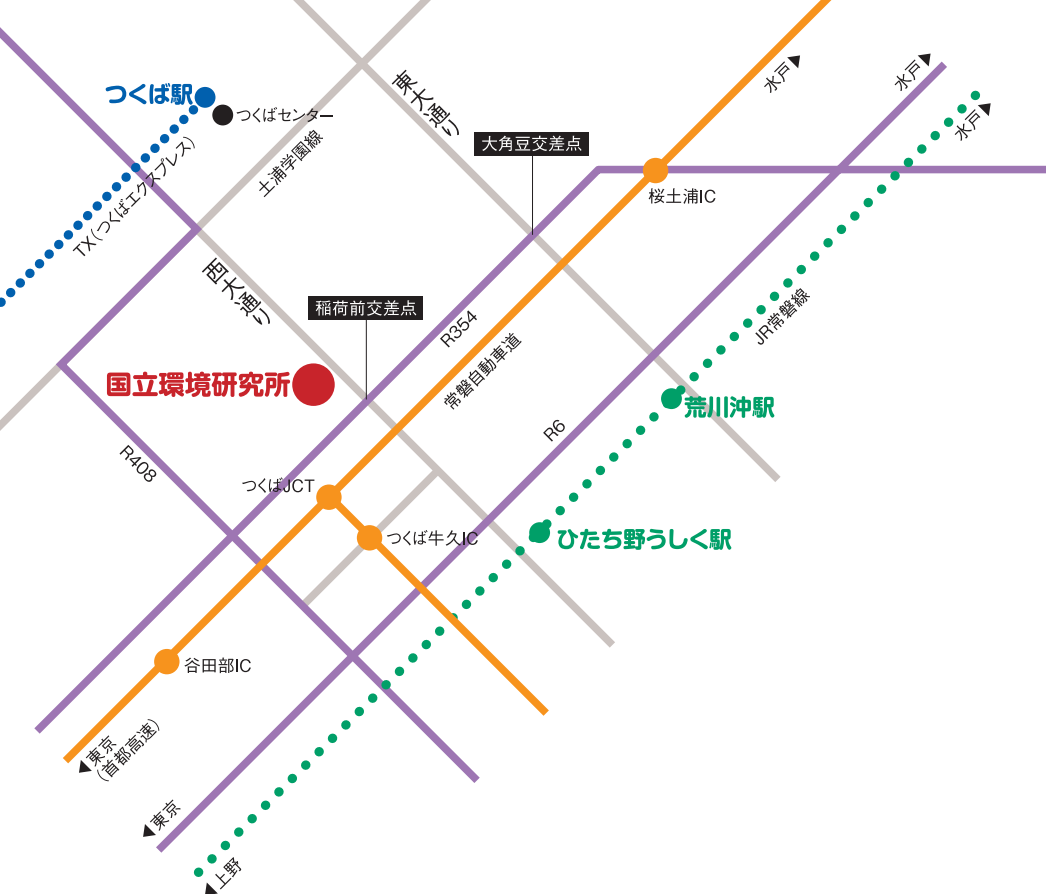 水戸
水戸
水戸
東大通り
つくば駅
つくばセンター
大角豆交差点
土浦学園線
TX(つくばエクスプレス)
桜土浦IC
西大通り
稲荷前交差点
R354
JR常磐線
常磐自動車道
国立環境研究所
荒川沖駅
R6
R408
つくばJCT
つくば牛久IC
ひたち野うしく駅
谷田部IC
東京
(首都高速)
東京
上野